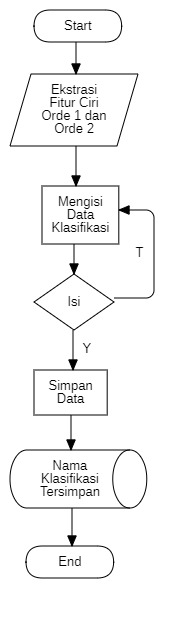 Start
Ekstrasi
Fitur Ciri
Orde 1 dan
Orde 2
Mengisi
Data
Klasifikasi
T
Isi
Y
Simpan
Data
Nama
Klasifikasi
Tersimpan
End